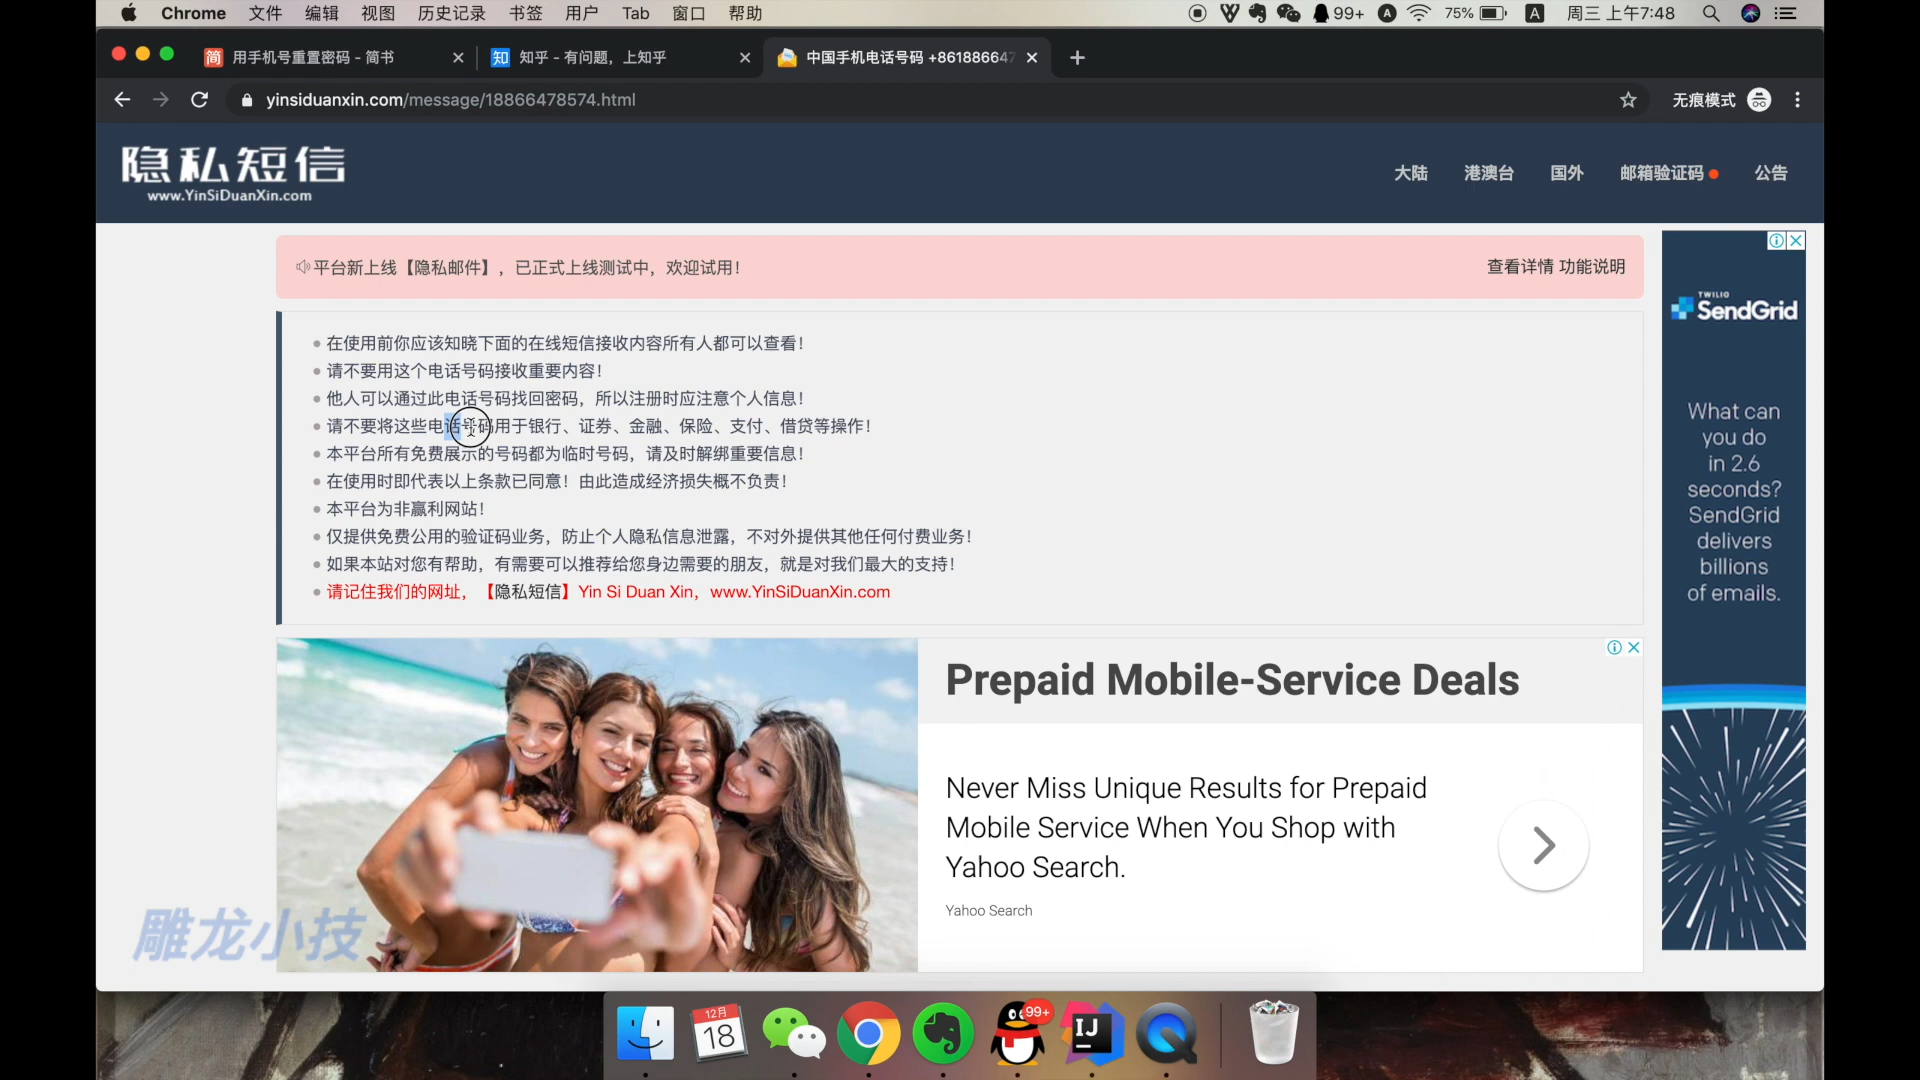 Chrome 文件 编辑 视图 历史记录 书签 用户 Tab 窗口 帮助 99+ A 75% A 周三 上午7:48
简 用手机号重置密码 - 简书
知 知乎 - 有问题，上知乎
中国手机电话号码 +86188664
yinsiduanxin.com/message/18866478574.html
无痕模式
隐私短信
www.YinSiDuanXin.com
大陆 港澳台 国外 邮箱验证码 公告
平台新上线【隐私邮件】，已正式上线测试中，欢迎试用！
查看详情 功能说明
在使用前你应该知晓下面的在线短信接收内容所有人都可以查看！
请不要用这个电话号码接收重要内容！
他人可以通过此电话号码找回密码，所以注册时应注意个人信息！
请不要将这些电话号码用于银行、证券、金融、保险、支付、借贷等操作！
本平台所有免费展示的号码都为临时号码，请及时解绑重要信息！
在使用时即代表以上条款已同意！由此造成经济损失概不负责！
本平台为非赢利网站！
仅提供免费公用的验证码业务，防止个人隐私信息泄露，不对外提供其他任何付费业务！
如果本站对您有帮助，有需要可以推荐给您身边需要的朋友，就是对我们最大的支持！
请记住我们的网址，【隐私短信】Yin Si Duan Xin，www.YinSiDuanXin.com
TWILIO
SendGrid
What can
you do
in 2.6
seconds?
SendGrid
delivers
billions
of emails.
Prepaid Mobile-Service Deals
Never Miss Unique Results for Prepaid
Mobile Service When You Shop with
Yahoo Search.
Yahoo Search
雕龙小技
12月
18
99+
IJ